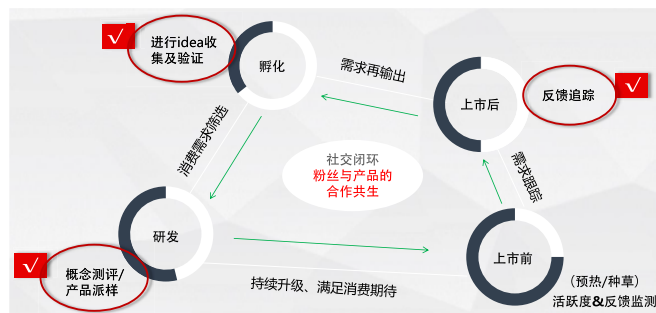 √
进行idea收
集及验证
孵化
需求再输出
上市后
反馈追踪
√
消费需求筛选
社交闭环
粉丝与产品的
合作共生
需求跟踪
研发
√
概念测评/
产品派样
持续升级、满足消费期待
上市前
（预热/种草）
活跃度&反馈监测